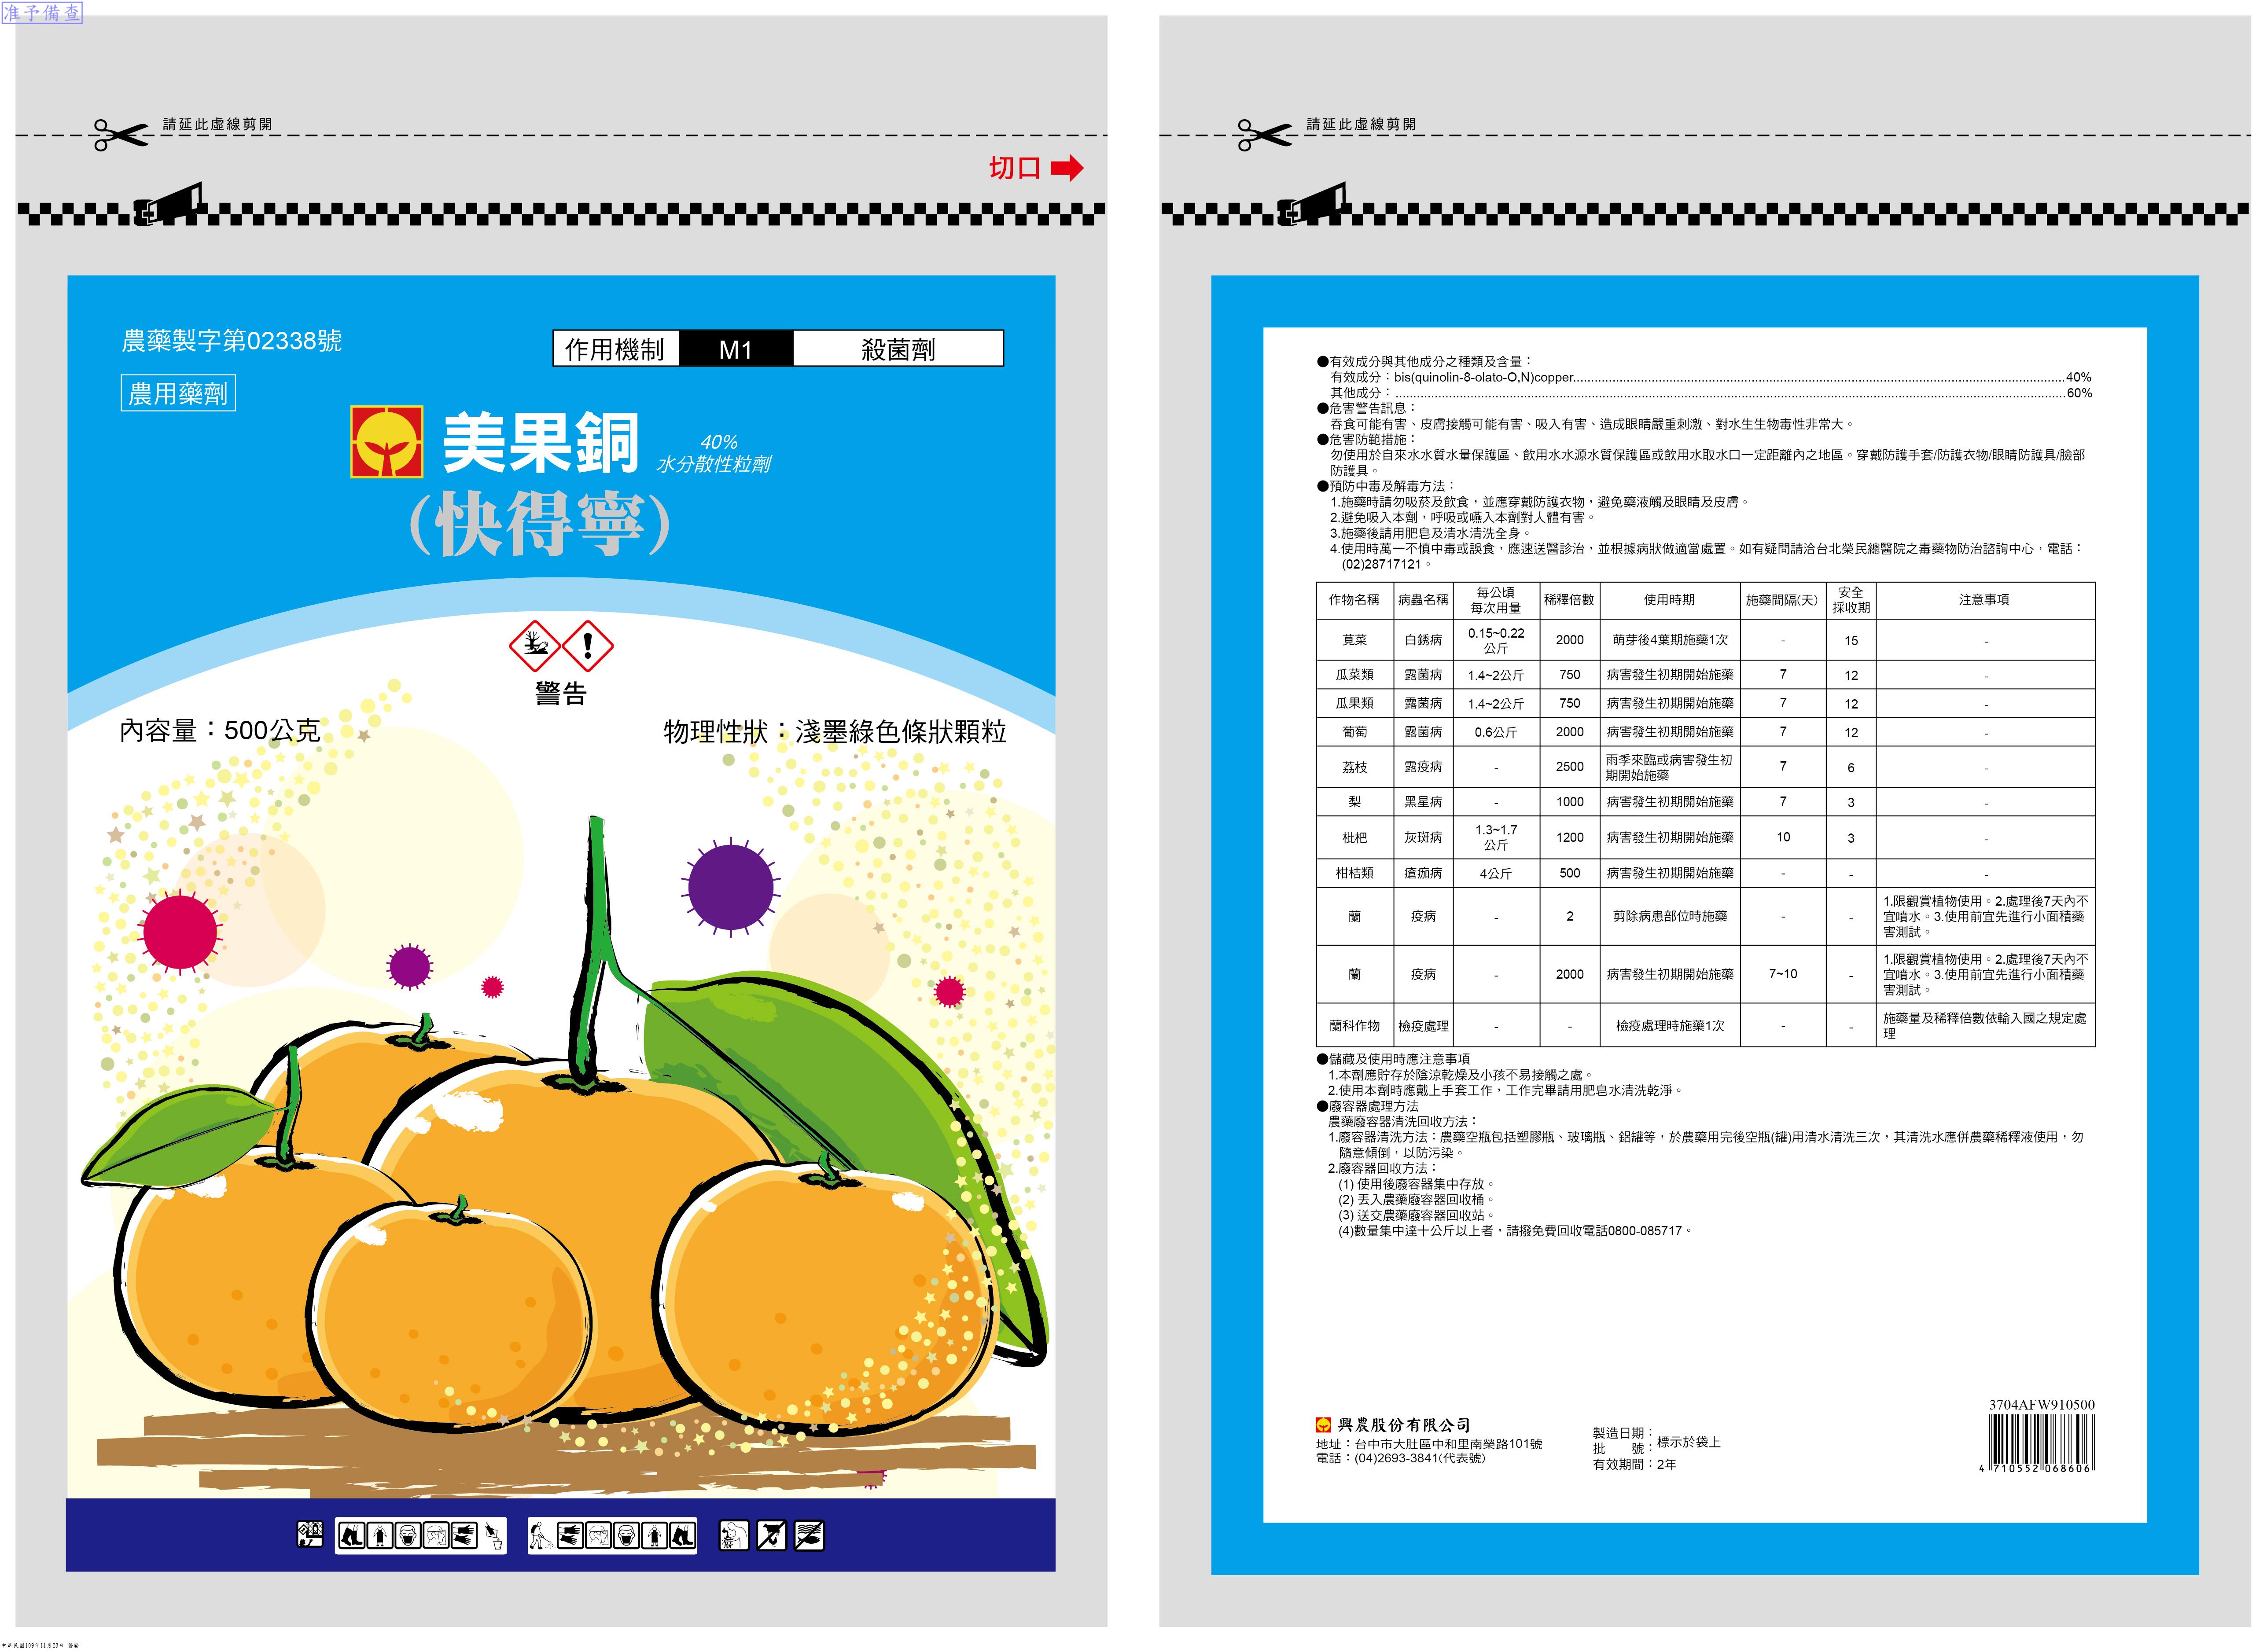 准予備查
請延此虛線剪開
切口
農藥製字第02338號
作用機制 M1 殺菌劑
農用藥劑
美果銅
40%
水分散性粒劑
(快得寧)
警告
內容量：500公克
物理性狀：淺墨綠色條狀顆粒
請延此虛線剪開
●有效成分與其他成分之種類及含量：
有效成分：bis(quinolin-8-olato-O,N)copper...40%
其他成分：...60%
●危害警告訊息：
吞食可能有害、皮膚接觸可能有害、吸入有害、造成眼睛嚴重刺激、對水生生物毒性非常大。
●危害防範措施：
勿使用於自來水水質水量保護區、飲用水水源水質保護區或飲用水取水口一定距離內之地區。穿戴防護手套/防護衣物/眼睛防護具/臉部
防護具。
●預防中毒及解毒方法：
1.施藥時請勿吸菸及飲食，並應穿戴防護衣物，避免藥液觸及眼睛及皮膚。
2.避免吸入本劑，呼吸或嚥入本劑對人體有害。
3.施藥後請用肥皂及清水清洗全身。
4.使用時萬一不慎中毒或誤食，應速送醫診治，並根據病狀做適當處置。如有疑問請洽台北榮民總醫院之毒藥物防治諮詢中心，電話：
(02)28717121。
作物名稱 病蟲名稱 每公頃每次用量 稀釋倍數 使用時期 施藥間隔(天) 安全採收期 注意事項
莧菜 白銹病 0.15~0.22公斤 2000 萌芽後4葉期施藥1次 - 15 -
瓜菜類 露菌病 1.4~2公斤 750 病害發生初期開始施藥 7 12 -
瓜果類 露菌病 1.4~2公斤 750 病害發生初期開始施藥 7 12 -
葡萄 露菌病 0.6公斤 2000 病害發生初期開始施藥 7 12 -
荔枝 露疫病 - 2500 雨季來臨或病害發生初期開始施藥 7 6 -
梨 黑星病 - 1000 病害發生初期開始施藥 7 3 -
枇杷 灰斑病 1.3~1.7公斤 1200 病害發生初期開始施藥 10 3 -
柑桔類 瘡痂病 4公斤 500 病害發生初期開始施藥 - - -
蘭 疫病 - 2 剪除病患部位時施藥 - - 1.限觀賞植物使用。2.處理後7天內不宜噴水。3.使用前宜先進行小面積藥害測試。
蘭 疫病 - 2000 病害發生初期開始施藥 7~10 - 1.限觀賞植物使用。2.處理後7天內不宜噴水。3.使用前宜先進行小面積藥害測試。
蘭科作物 檢疫處理 - - 檢疫處理時施藥1次 - - 施藥量及稀釋倍數依輸入國之規定處理
●儲藏及使用時應注意事項
1.本劑應貯存於陰涼乾燥及小孩不易接觸之處。
2.使用本劑時應戴上手套工作，工作完畢請用肥皂水清洗乾淨。
●廢容器處理方法
農藥廢容器清洗回收方法：
1.廢容器清洗方法：農藥空瓶包括塑膠瓶、玻璃瓶、鋁罐等，於農藥用完後空瓶(罐)用清水清洗三次，其清洗水應併農藥稀釋液使用，勿
隨意傾倒，以防污染。
2.廢容器回收方法：
(1) 使用後廢容器集中存放。
(2) 丟入農藥廢容器回收桶。
(3) 送交農藥廢容器回收站。
(4)數量集中達十公斤以上者，請撥免費回收電話0800-085717。
興農股份有限公司
地址：台中市大肚區中和里南榮路101號
電話：(04)2693-3841(代表號)
製造日期：
批　　號：標示於袋上
有效期間：2年
3704AFW910500
4 710552 068606